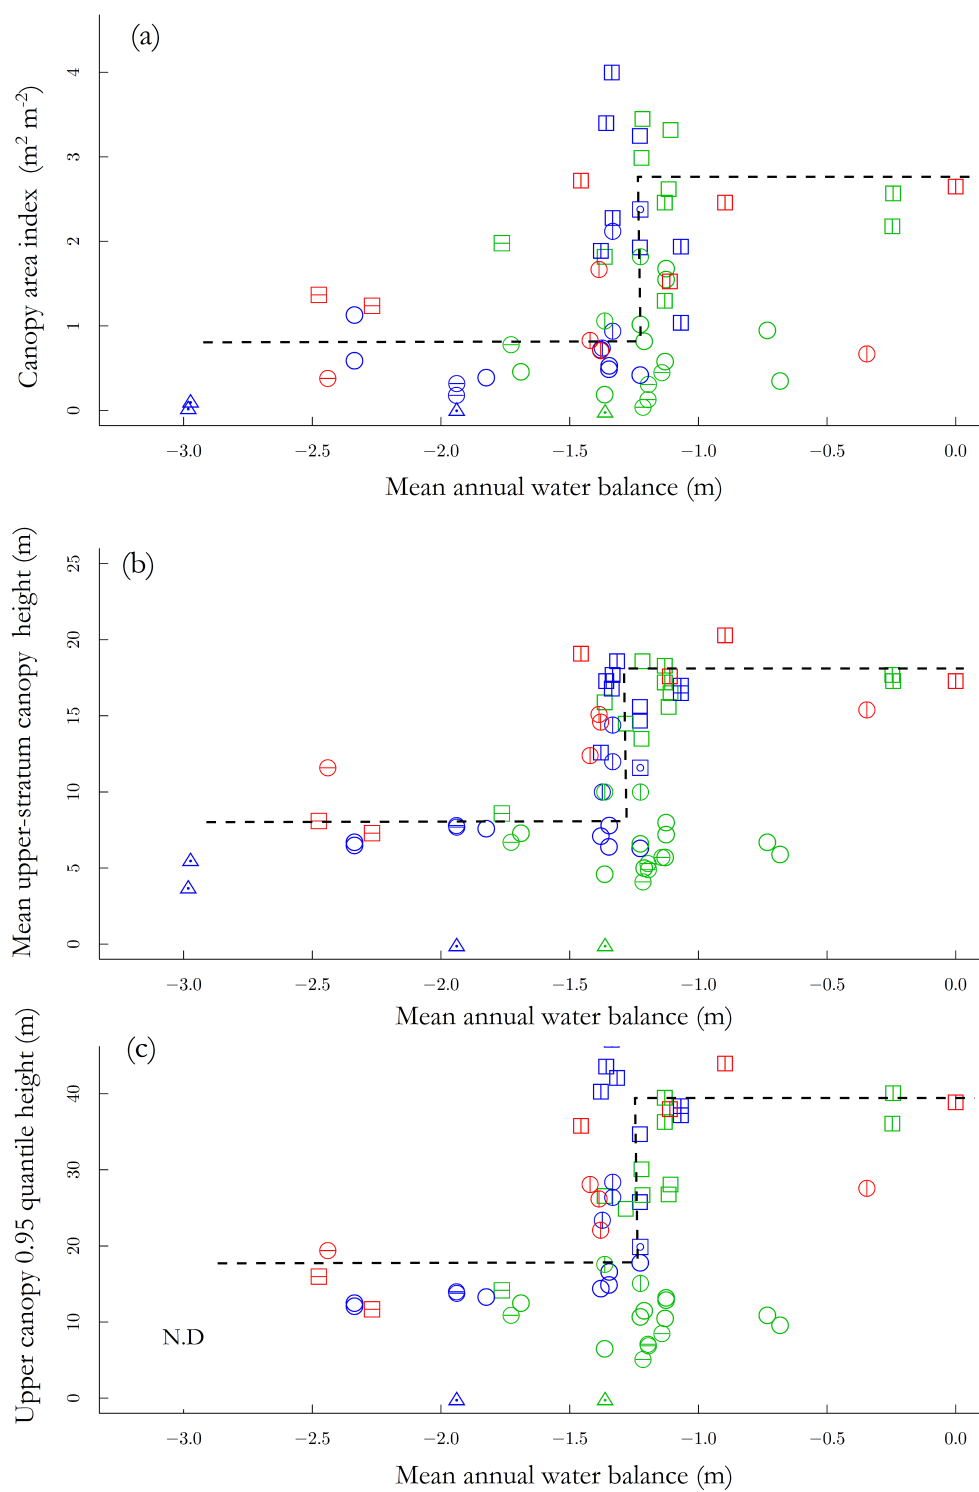 (a)
Canopy area index (m² m⁻²)
4
3
2
1
0
−3.0 −2.5 −2.0 −1.5 −1.0 −0.5 0.0
Mean annual water balance (m)
(b)
Mean upper-stratum canopy height (m)
25
20
15
10
5
0
−3.0 −2.5 −2.0 −1.5 −1.0 −0.5 0.0
Mean annual water balance (m)
(c)
Upper canopy 0.95 quantile height (m)
40
30
20
10
0
N.D
−3.0 −2.5 −2.0 −1.5 −1.0 −0.5 0.0
Mean annual water balance (m)